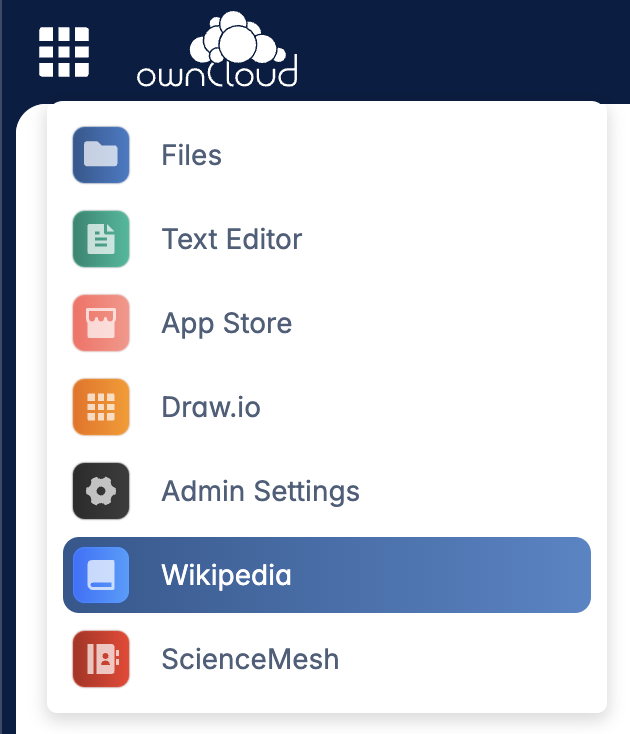 ownCloud
Files
Text Editor
App Store
Draw.io
Admin Settings
Wikipedia
ScienceMesh